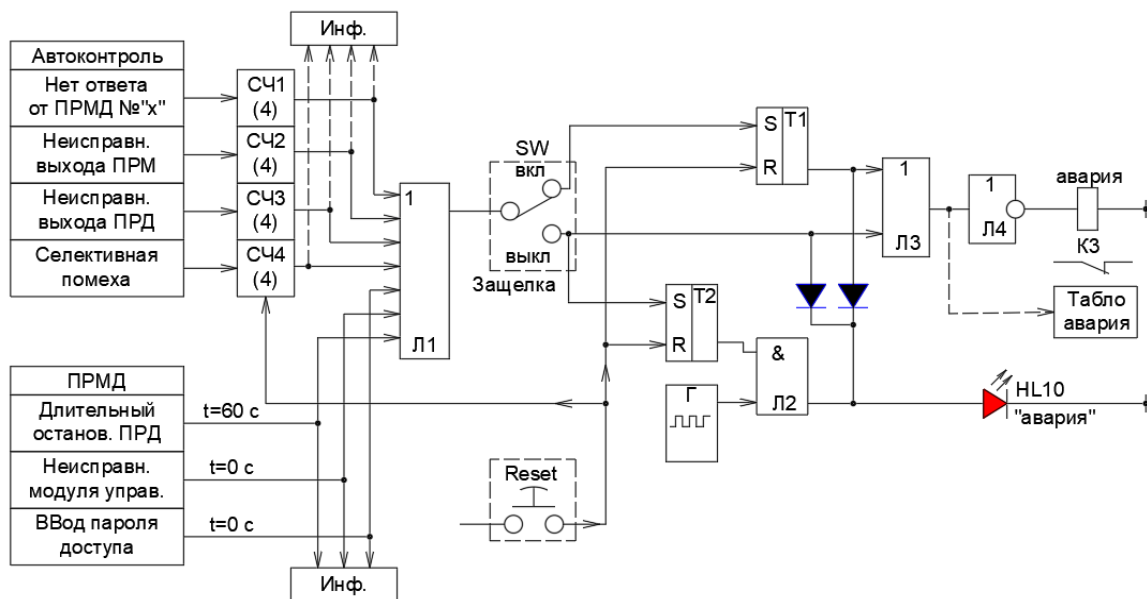 Инф.
Автоконтроль
Нет ответа
от ПРМД №"х"
Неисправн.
выхода ПРМ
Неисправн.
выхода ПРД
Селективная
помеха
СЧ1
(4)
СЧ2
(4)
СЧ3
(4)
СЧ4
(4)
1
Л1
SW
вкл
выкл
Защелка
S T1
R
S T2
R
1
Л3
1
Л4
авария
К3
Табло
авария
&
Л2
Г
HL10
"авария"
Reset
ПРМД
Длительный
останов. ПРД
t=60 с
Неисправн.
модуля управ.
t=0 с
ВВод пароля
доступа
t=0 с
Инф.